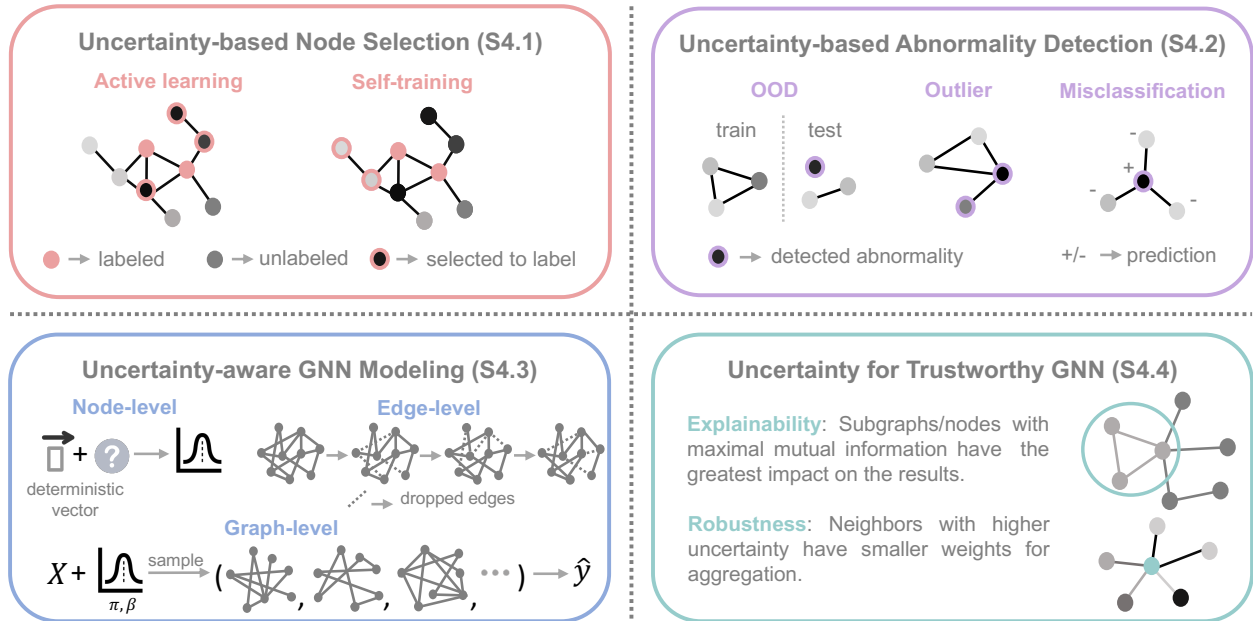 Uncertainty-based Node Selection (S4.1)
Active learning
Self-training
labeled
unlabeled
selected to label
Uncertainty-based Abnormality Detection (S4.2)
OOD
Outlier
Misclassification
train
test
-
+
-
-
detected abnormality
+/-
prediction
Uncertainty-aware GNN Modeling (S4.3)
Node-level
Edge-level
+
?
deterministic
vector
dropped edges
Graph-level
X +
π, β
sample
( , , , ··· )
ŷ
Uncertainty for Trustworthy GNN (S4.4)
Explainability: Subgraphs/nodes with
maximal mutual information have the
greatest impact on the results.
Robustness: Neighbors with higher
uncertainty have smaller weights for
aggregation.